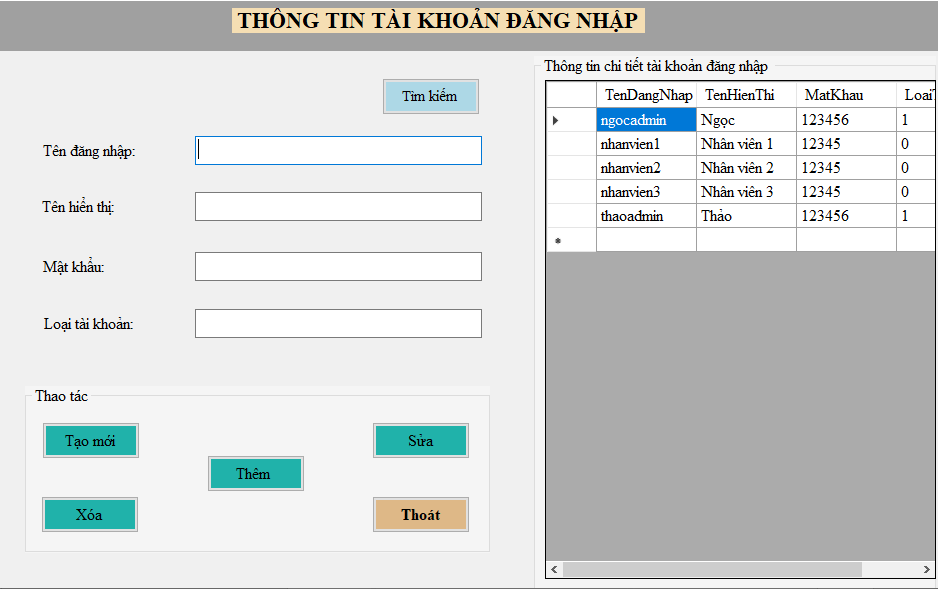 THÔNG TIN TÀI KHOẢN ĐĂNG NHẬP
Tìm kiếm
Tên đăng nhập:
Tên hiển thị:
Mật khẩu:
Loại tài khoản:
Thao tác
Tạo mới
Sửa
Thêm
Xóa
Thoát
Thông tin chi tiết tài khoản đăng nhập
TenDangNhap TenHienThi MatKhau LoaiT
ngocadmin Ngọc 123456 1
nhanvien1 Nhân viên 1 12345 0
nhanvien2 Nhân viên 2 12345 0
nhanvien3 Nhân viên 3 12345 0
thaoadmin Thảo 123456 1